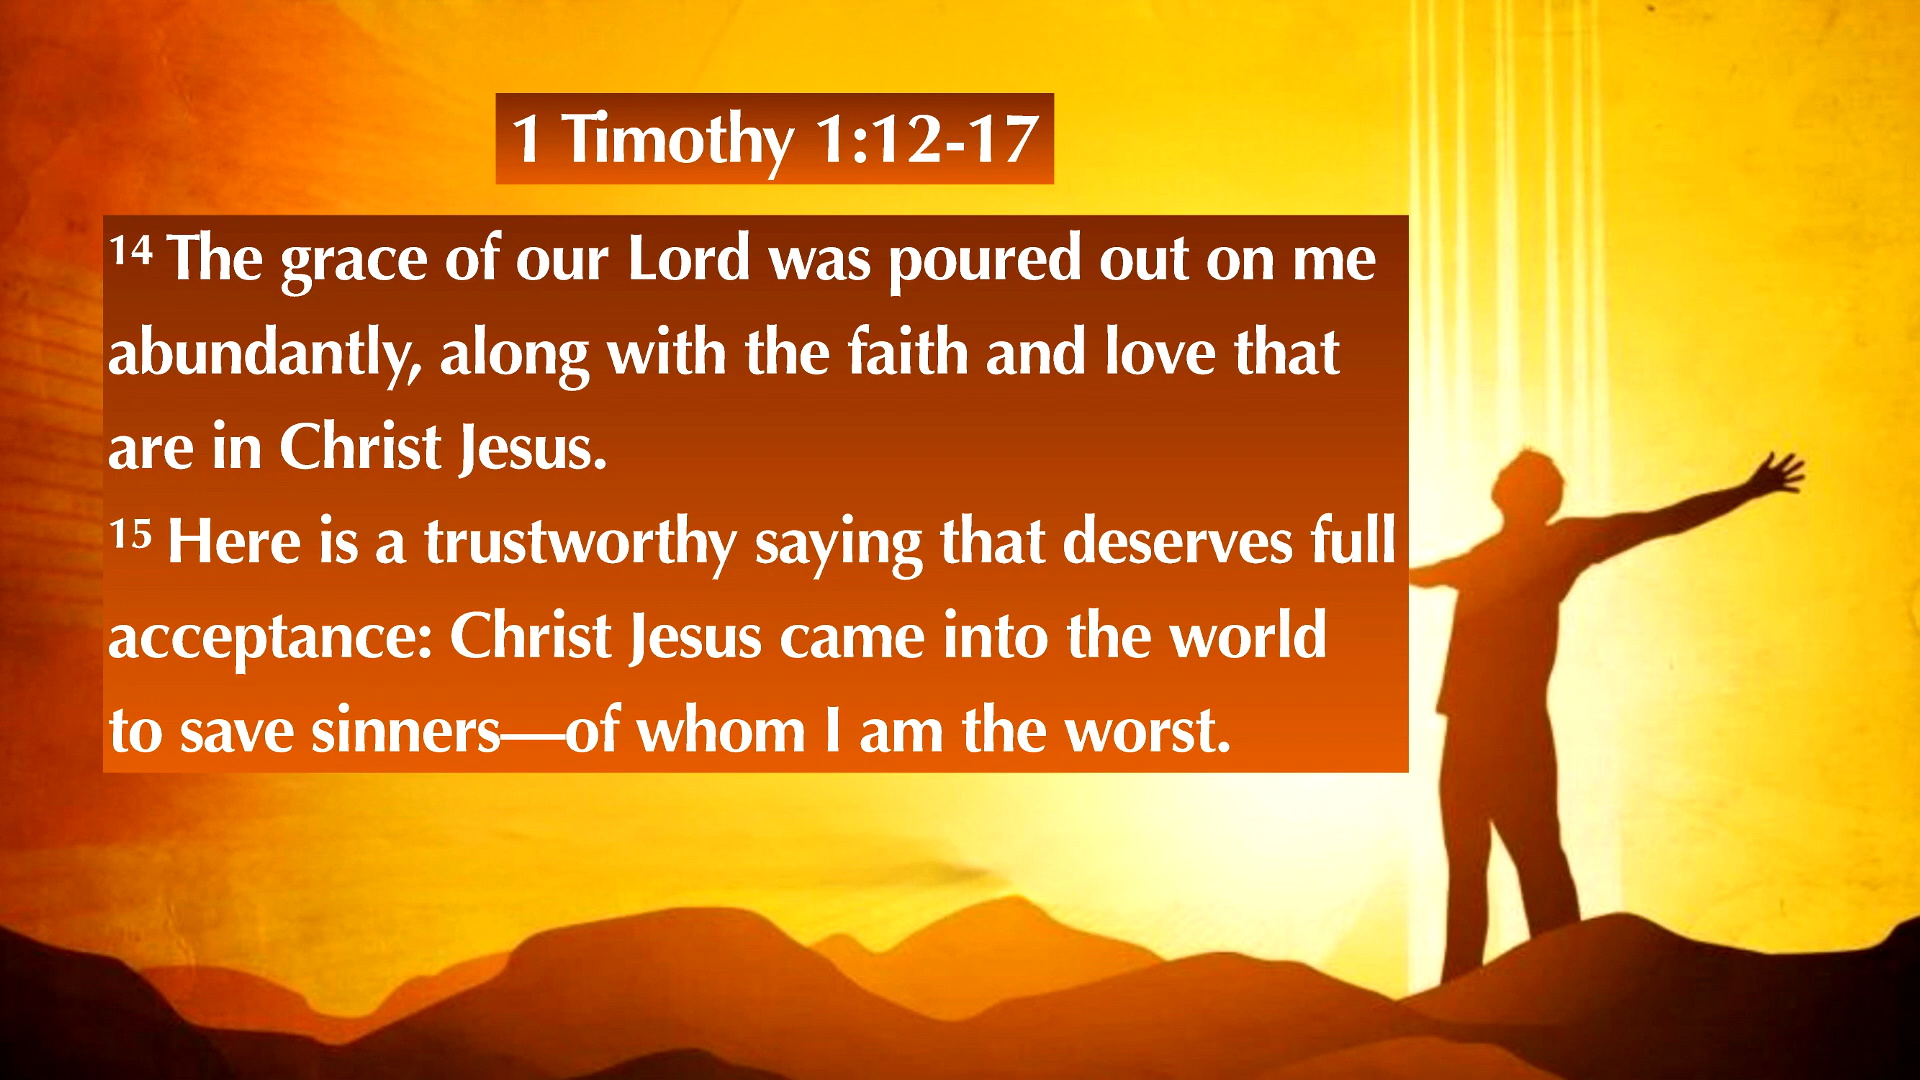 1 Timothy 1:12-17
14 The grace of our Lord was poured out on me
abundantly, along with the faith and love that
are in Christ Jesus.
15 Here is a trustworthy saying that deserves full
acceptance: Christ Jesus came into the world
to save sinners—of whom I am the worst.